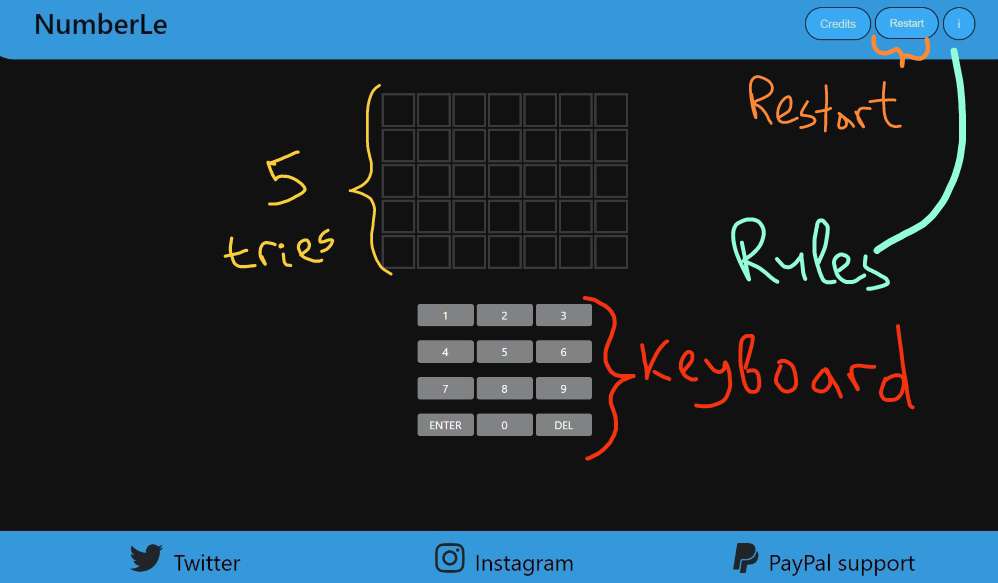 NumberLe
Credits
Restart
i
Restart
5
tries
Rules
1 2 3
4 5 6
7 8 9
ENTER 0 DEL
Keyboard
Twitter
Instagram
PayPal support